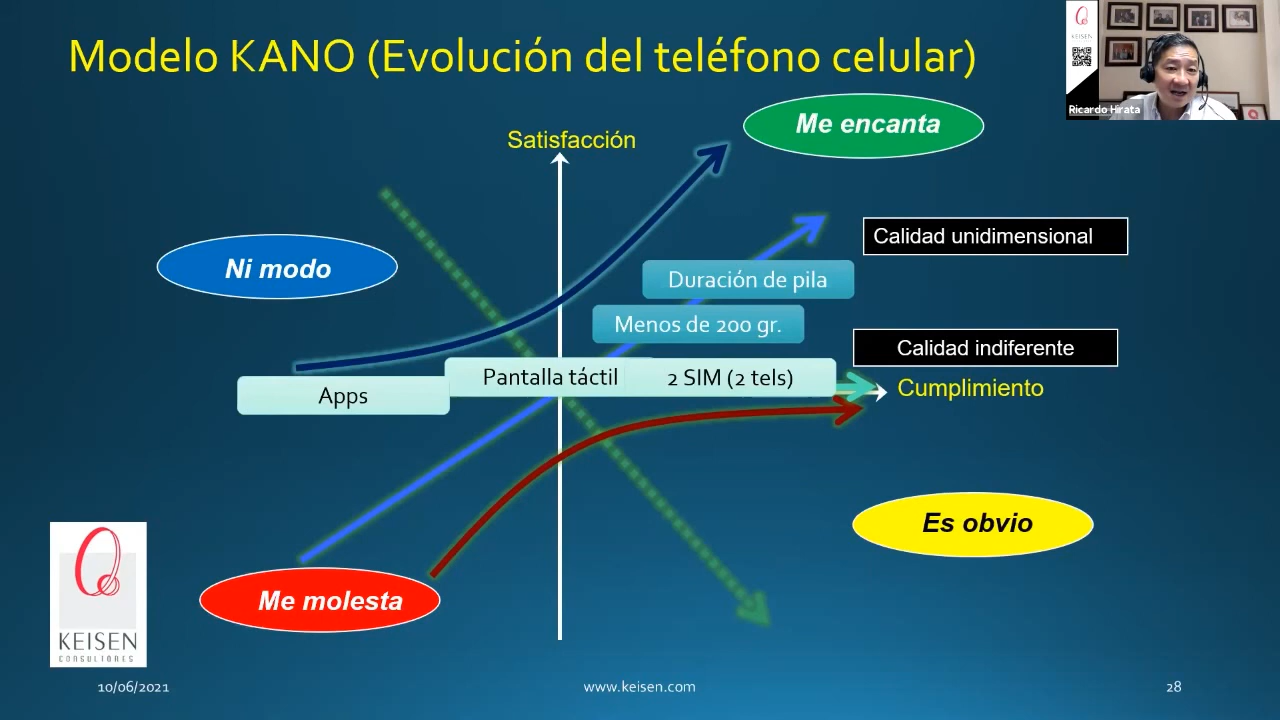 Modelo KANO (Evolución del teléfono celular)
KEISEN
Ricardo Hirata
Satisfacción
Me encanta
Calidad unidimensional
Ni modo
Duración de pila
Menos de 200 gr.
Calidad indiferente
Pantalla táctil
2 SIM (2 tels)
Apps
Cumplimiento
Es obvio
Me molesta
KEISEN
CONSULTORES
10/06/2021
www.keisen.com
28